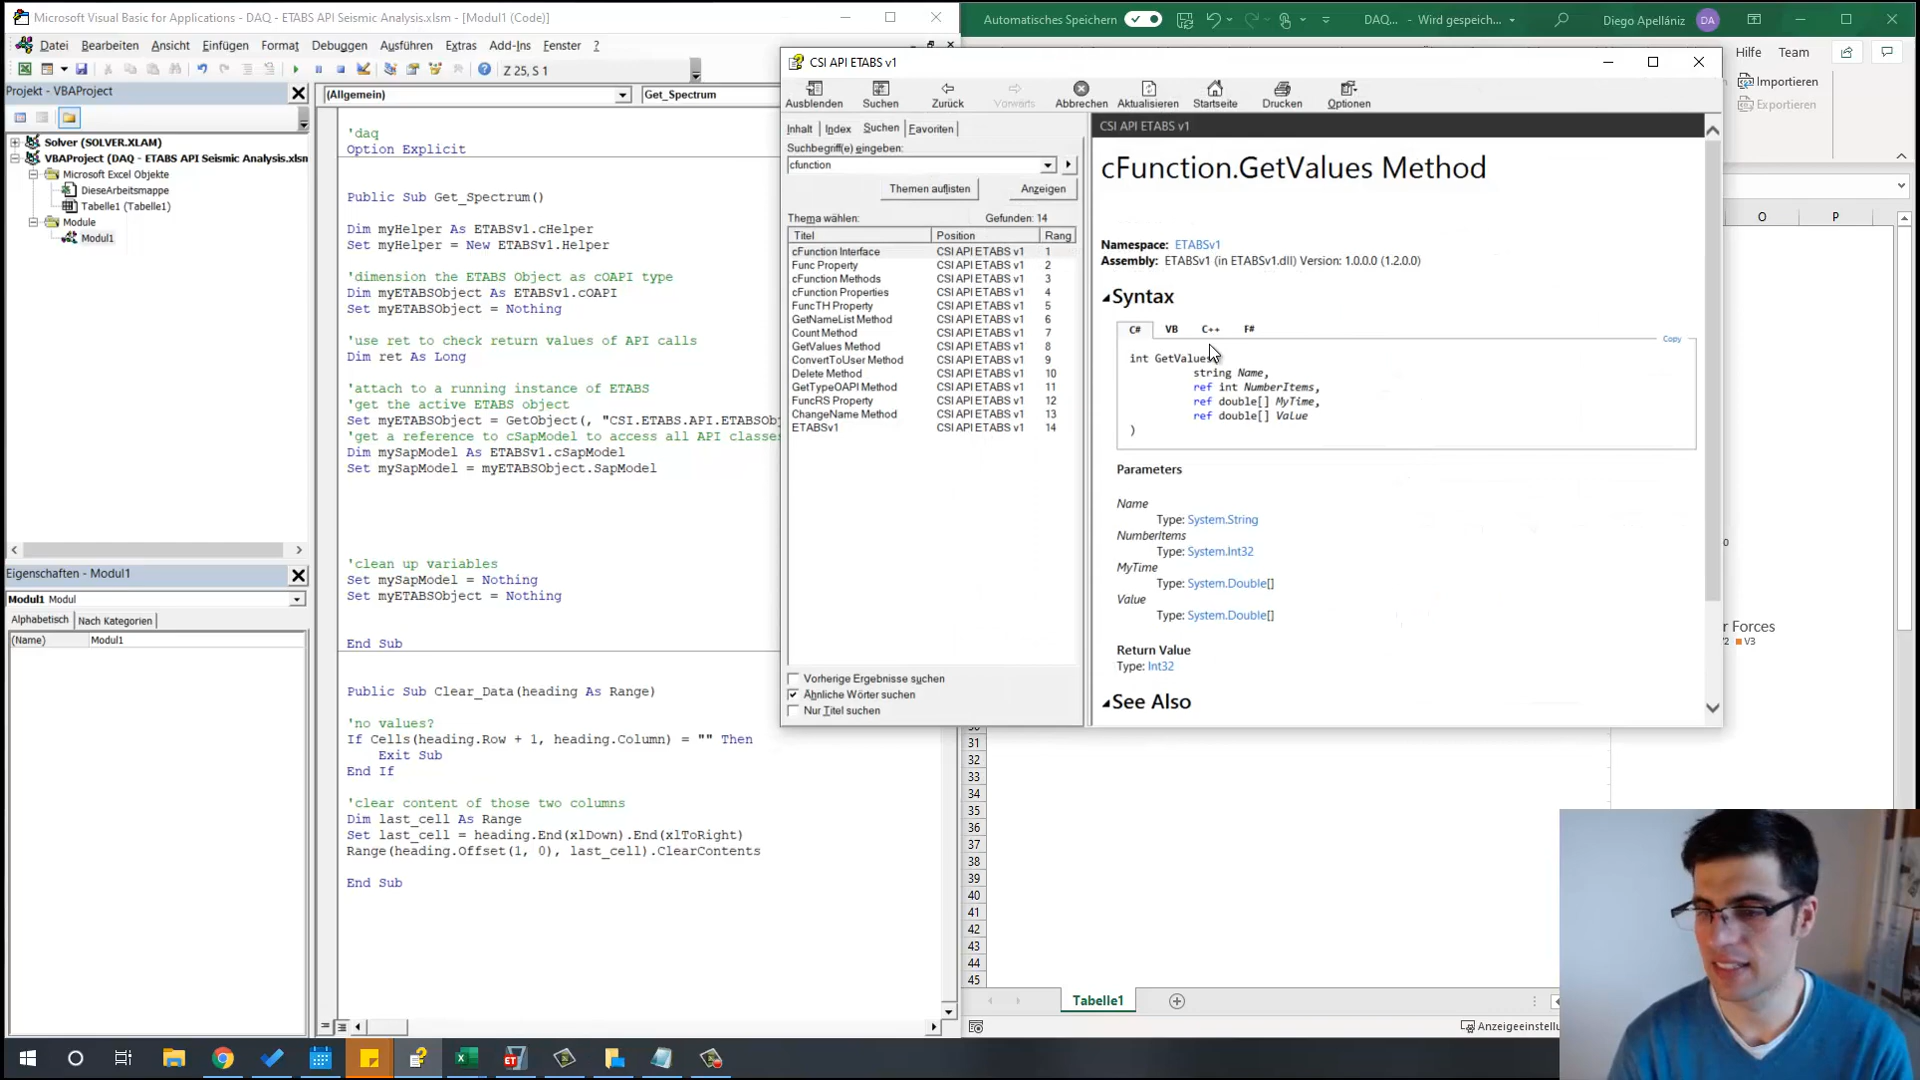 Microsoft Visual Basic for Applications - DAQ - ETABS API Seismic Analysis.xlsm - [Modul1 (Code)]
Datei Bearbeiten Ansicht Einfügen Format Debuggen Ausführen Extras Add-Ins Fenster ?
Z 25, S 1
Projekt - VBAProject
Solver (SOLVER.XLAM)
VBAProject (DAQ - ETABS API Seismic Analysis.xlsm
Microsoft Excel Objekte
DieseArbeitsmappe
Tabelle1 (Tabelle1)
Module
Modul1
Eigenschaften - Modul1
Modul1 Modul
Alphabetisch Nach Kategorien
(Name) Modul1
(Allgemein) Get_Spectrum
'daq
Option Explicit
Public Sub Get_Spectrum()
Dim myHelper As ETABSv1.cHelper
Set myHelper = New ETABSv1.Helper
'dimension the ETABS Object as cOAPI type
Dim myETABSObject As ETABSv1.cOAPI
Set myETABSObject = Nothing
'use ret to check return values of API calls
Dim ret As Long
'attach to a running instance of ETABS
'get the active ETABS object
Set myETABSObject = GetObject(, "CSI.ETABS.API.ETABSOb
'get a reference to cSapModel to access all API classes
Dim mySapModel As ETABSv1.cSapModel
Set mySapModel = myETABSObject.SapModel
'clean up variables
Set mySapModel = Nothing
Set myETABSObject = Nothing
End Sub
Public Sub Clear_Data(heading As Range)
'no values?
If Cells(heading.Row + 1, heading.Column) = "" Then
Exit Sub
End If
'clear content of those two columns
Dim last_cell As Range
Set last_cell = heading.End(xlDown).End(xlToRight)
Range(heading.Offset(1, 0), last_cell).ClearContents
End Sub
Automatisches Speichern DAQ... - Wird gespeich... Diego Apellániz DA
Hilfe Team
Importieren
Exportieren
O P
CSI API ETABS v1
Ausblenden Suchen Zurück Vorwärts Abbrechen Aktualisieren Startseite Drucken Optionen
Inhalt Index Suchen Favoriten
Suchbegriff(e) eingeben:
cfunction
Themen auflisten Anzeigen
Thema wählen: Gefunden: 14
Titel Position Rang
cFunction Interface CSI API ETABS v1 1
Func Property CSI API ETABS v1 2
cFunction Methods CSI API ETABS v1 3
cFunction Properties CSI API ETABS v1 4
FuncTH Property CSI API ETABS v1 5
GetNameList Method CSI API ETABS v1 6
Count Method CSI API ETABS v1 7
GetValues Method CSI API ETABS v1 8
ConvertToUser Method CSI API ETABS v1 9
Delete Method CSI API ETABS v1 10
GetTypeOAPI Method CSI API ETABS v1 11
FuncRS Property CSI API ETABS v1 12
ChangeName Method CSI API ETABS v1 13
ETABSv1 CSI API ETABS v1 14
Vorherige Ergebnisse suchen
Ähnliche Wörter suchen
Nur Titel suchen
CSI API ETABS v1
cFunction.GetValues Method
Namespace: ETABSv1
Assembly: ETABSv1 (in ETABSv1.dll) Version: 1.0.0.0 (1.2.0.0)
Syntax
C# VB C++ F#
Copy
int GetValues
string Name,
ref int NumberItems,
ref double[] MyTime,
ref double[] Value
)
Parameters
Name
Type: System.String
NumberItems
Type: System.Int32
MyTime
Type: System.Double[]
Value
Type: System.Double[]
Return Value
Type: Int32
See Also
r Forces
V3
31
32
33
34
35
36
37
38
39
40
41
42
43
44
45
Tabelle1
Anzeigeeinstellu
ET